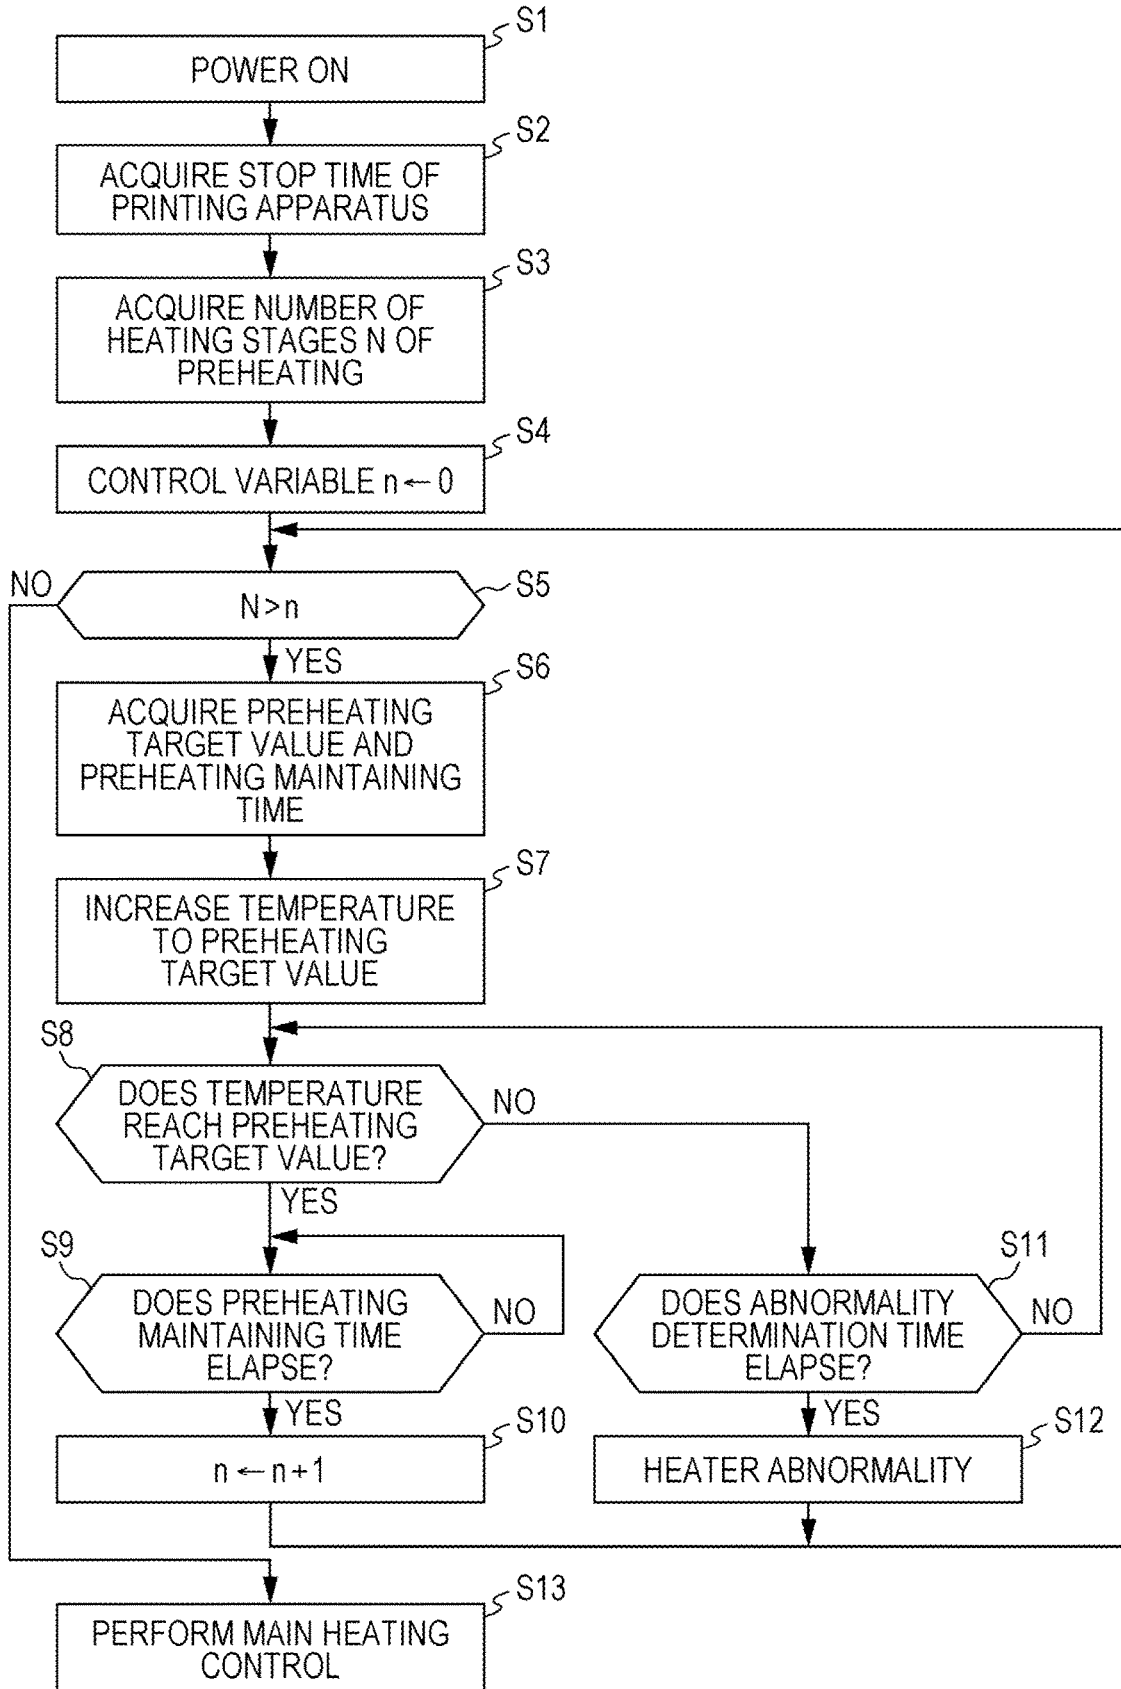 S1
POWER ON
S2
ACQUIRE STOP TIME OF
PRINTING APPARATUS
S3
ACQUIRE NUMBER OF
HEATING STAGES N OF
PREHEATING
S4
CONTROL VARIABLE n ← 0
NO
S5
N > n
YES
S6
ACQUIRE PREHEATING
TARGET VALUE AND
PREHEATING MAINTAINING
TIME
S7
INCREASE TEMPERATURE
TO PREHEATING
TARGET VALUE
S8
DOES TEMPERATURE
REACH PREHEATING
TARGET VALUE?
NO
YES
S9
DOES PREHEATING
MAINTAINING TIME
ELAPSE?
NO
YES
S11
DOES ABNORMALITY
DETERMINATION TIME
ELAPSE?
NO
YES
S10
n ← n + 1
S12
HEATER ABNORMALITY
S13
PERFORM MAIN HEATING
CONTROL